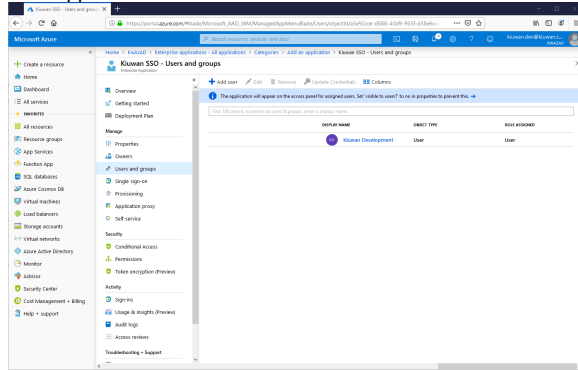 Kiuwan SSO - Users and group
https://portal.azure.com/#blade/Microsoft_AAD_IAM/ManagedAppMenuBlade/Users/objectId/
Microsoft Azure
Search resources, services, and docs
KWAZAD
Home > KwAZAD > Enterprise applications - All applications > Categories > Add an application > Kiuwan SSO - Users and groups
Kiuwan SSO - Users and groups
Enterprise Application
Create a resource
Home
Dashboard
All services
FAVORITES
All resources
Resource groups
App Services
Function App
SQL databases
Azure Cosmos DB
Virtual machines
Load balancers
Storage accounts
Virtual networks
Azure Active Directory
Monitor
Advisor
Security Center
Cost Management + Billing
Help + support
Overview
Getting started
Deployment Plan
Manage
Properties
Owners
Users and groups
Single sign-on
Provisioning
Application proxy
Self-service
Security
Conditional Access
Permissions
Token encryption (Preview)
Activity
Sign-ins
Usage & insights (Preview)
Audit logs
Access reviews
Troubleshooting + Support
Add user Edit Remove Update Credentials Columns
The application will appear on the access panel for assigned users. Set 'visible to users?' to no in properties to prevent this.
First 100 shown, to search all users & groups, enter a display name.
DISPLAY NAME OBJECT TYPE ROLE ASSIGNED
KD Kiuwan Development User User